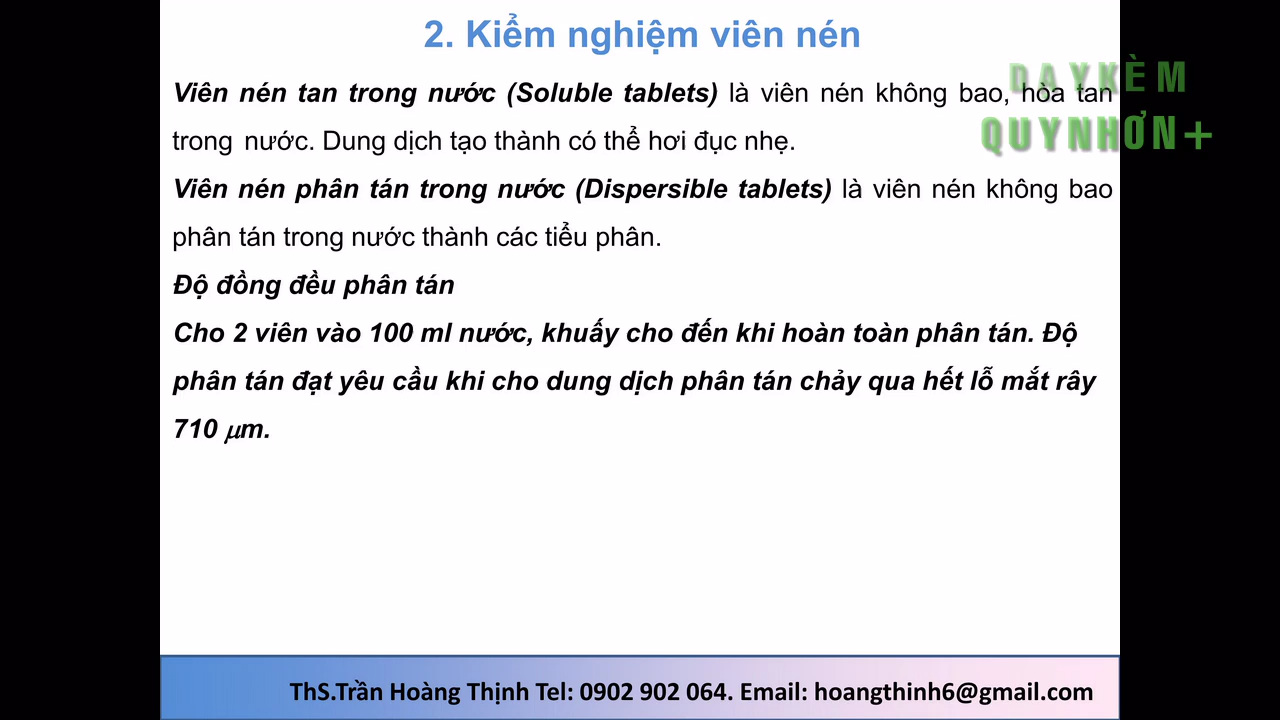 2. Kiểm nghiệm viên nén
Viên nén tan trong nước (Soluble tablets) là viên nén không bao, hòa tan
trong nước. Dung dịch tạo thành có thể hơi đục nhẹ.
Viên nén phân tán trong nước (Dispersible tablets) là viên nén không bao
phân tán trong nước thành các tiểu phân.
Độ đồng đều phân tán
Cho 2 viên vào 100 ml nước, khuấy cho đến khi hoàn toàn phân tán. Độ
phân tán đạt yêu cầu khi cho dung dịch phân tán chảy qua hết lỗ mắt rây
710 μm.
DẠY KÈM
QUY NHƠN +
ThS.Trần Hoàng Thịnh Tel: 0902 902 064. Email: hoangthinh6@gmail.com